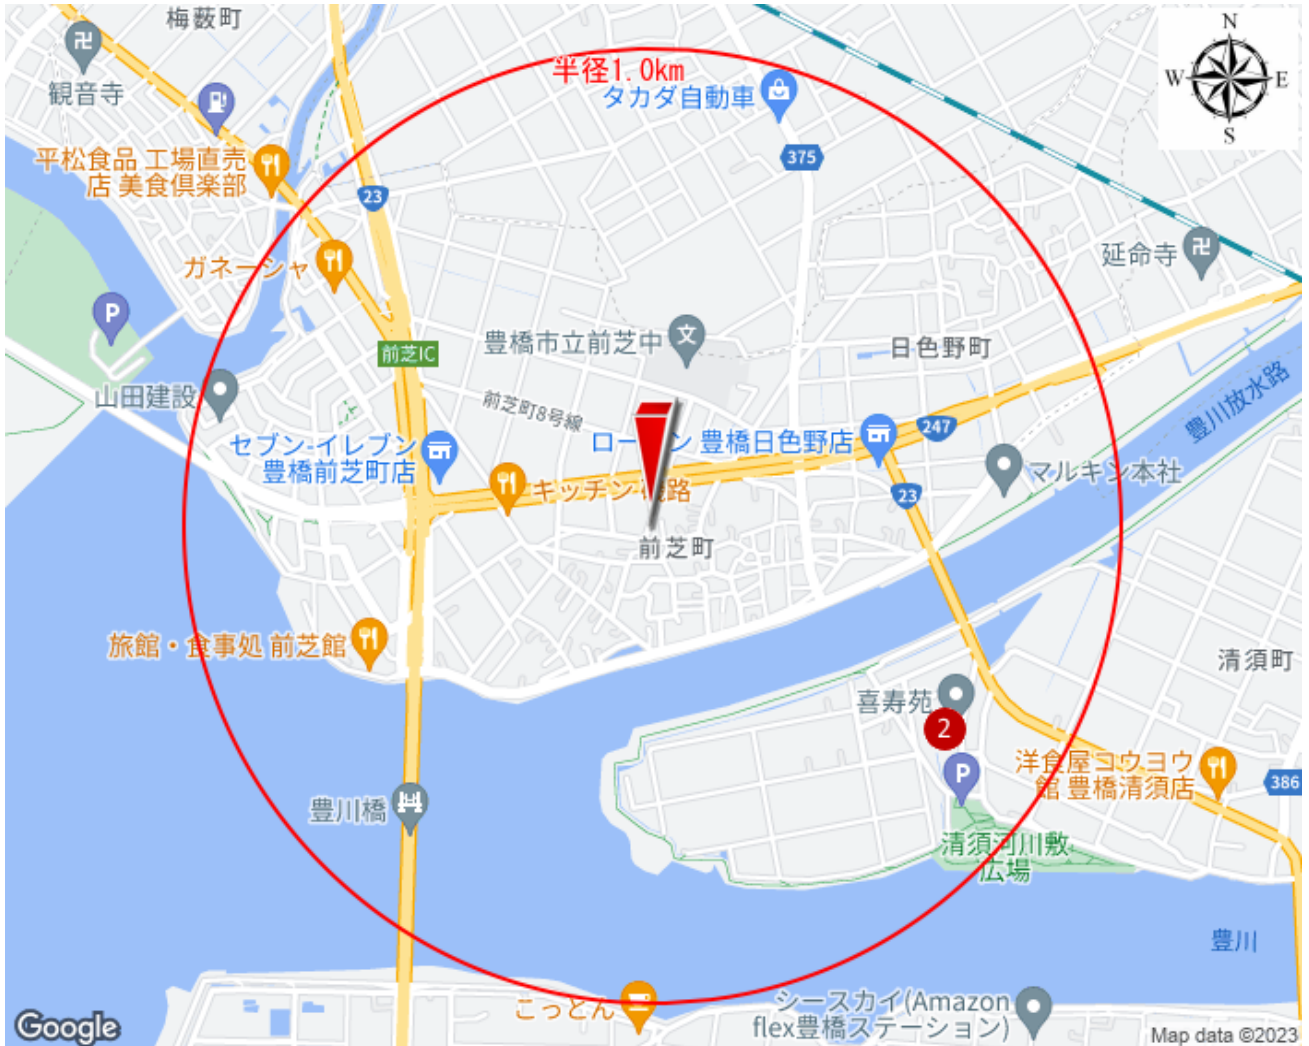 梅薮町
N
W
E
S
半径1.0km
観音寺
タカダ自動車
375
平松食品 工場直売
店 美食倶楽部
23
延命寺
ガネーシャ
P
豊橋市立前芝中
文
日色野町
前芝IC
山田建設
前芝町8号線
豊川放水路
セブン-イレブン
豊橋前芝町店
豊橋日色野店
247
マルキン本社
キッチン
路
23
前芝町
旅館・食事処 前芝館
清須町
喜寿苑
2
P
洋食屋コウヨウ
館 豊橋清須店
386
豊川橋
清須河川敷
広場
豊川
こっとん
シースカイ(Amazon
flex豊橋ステーション)
Google
Map data ©2023